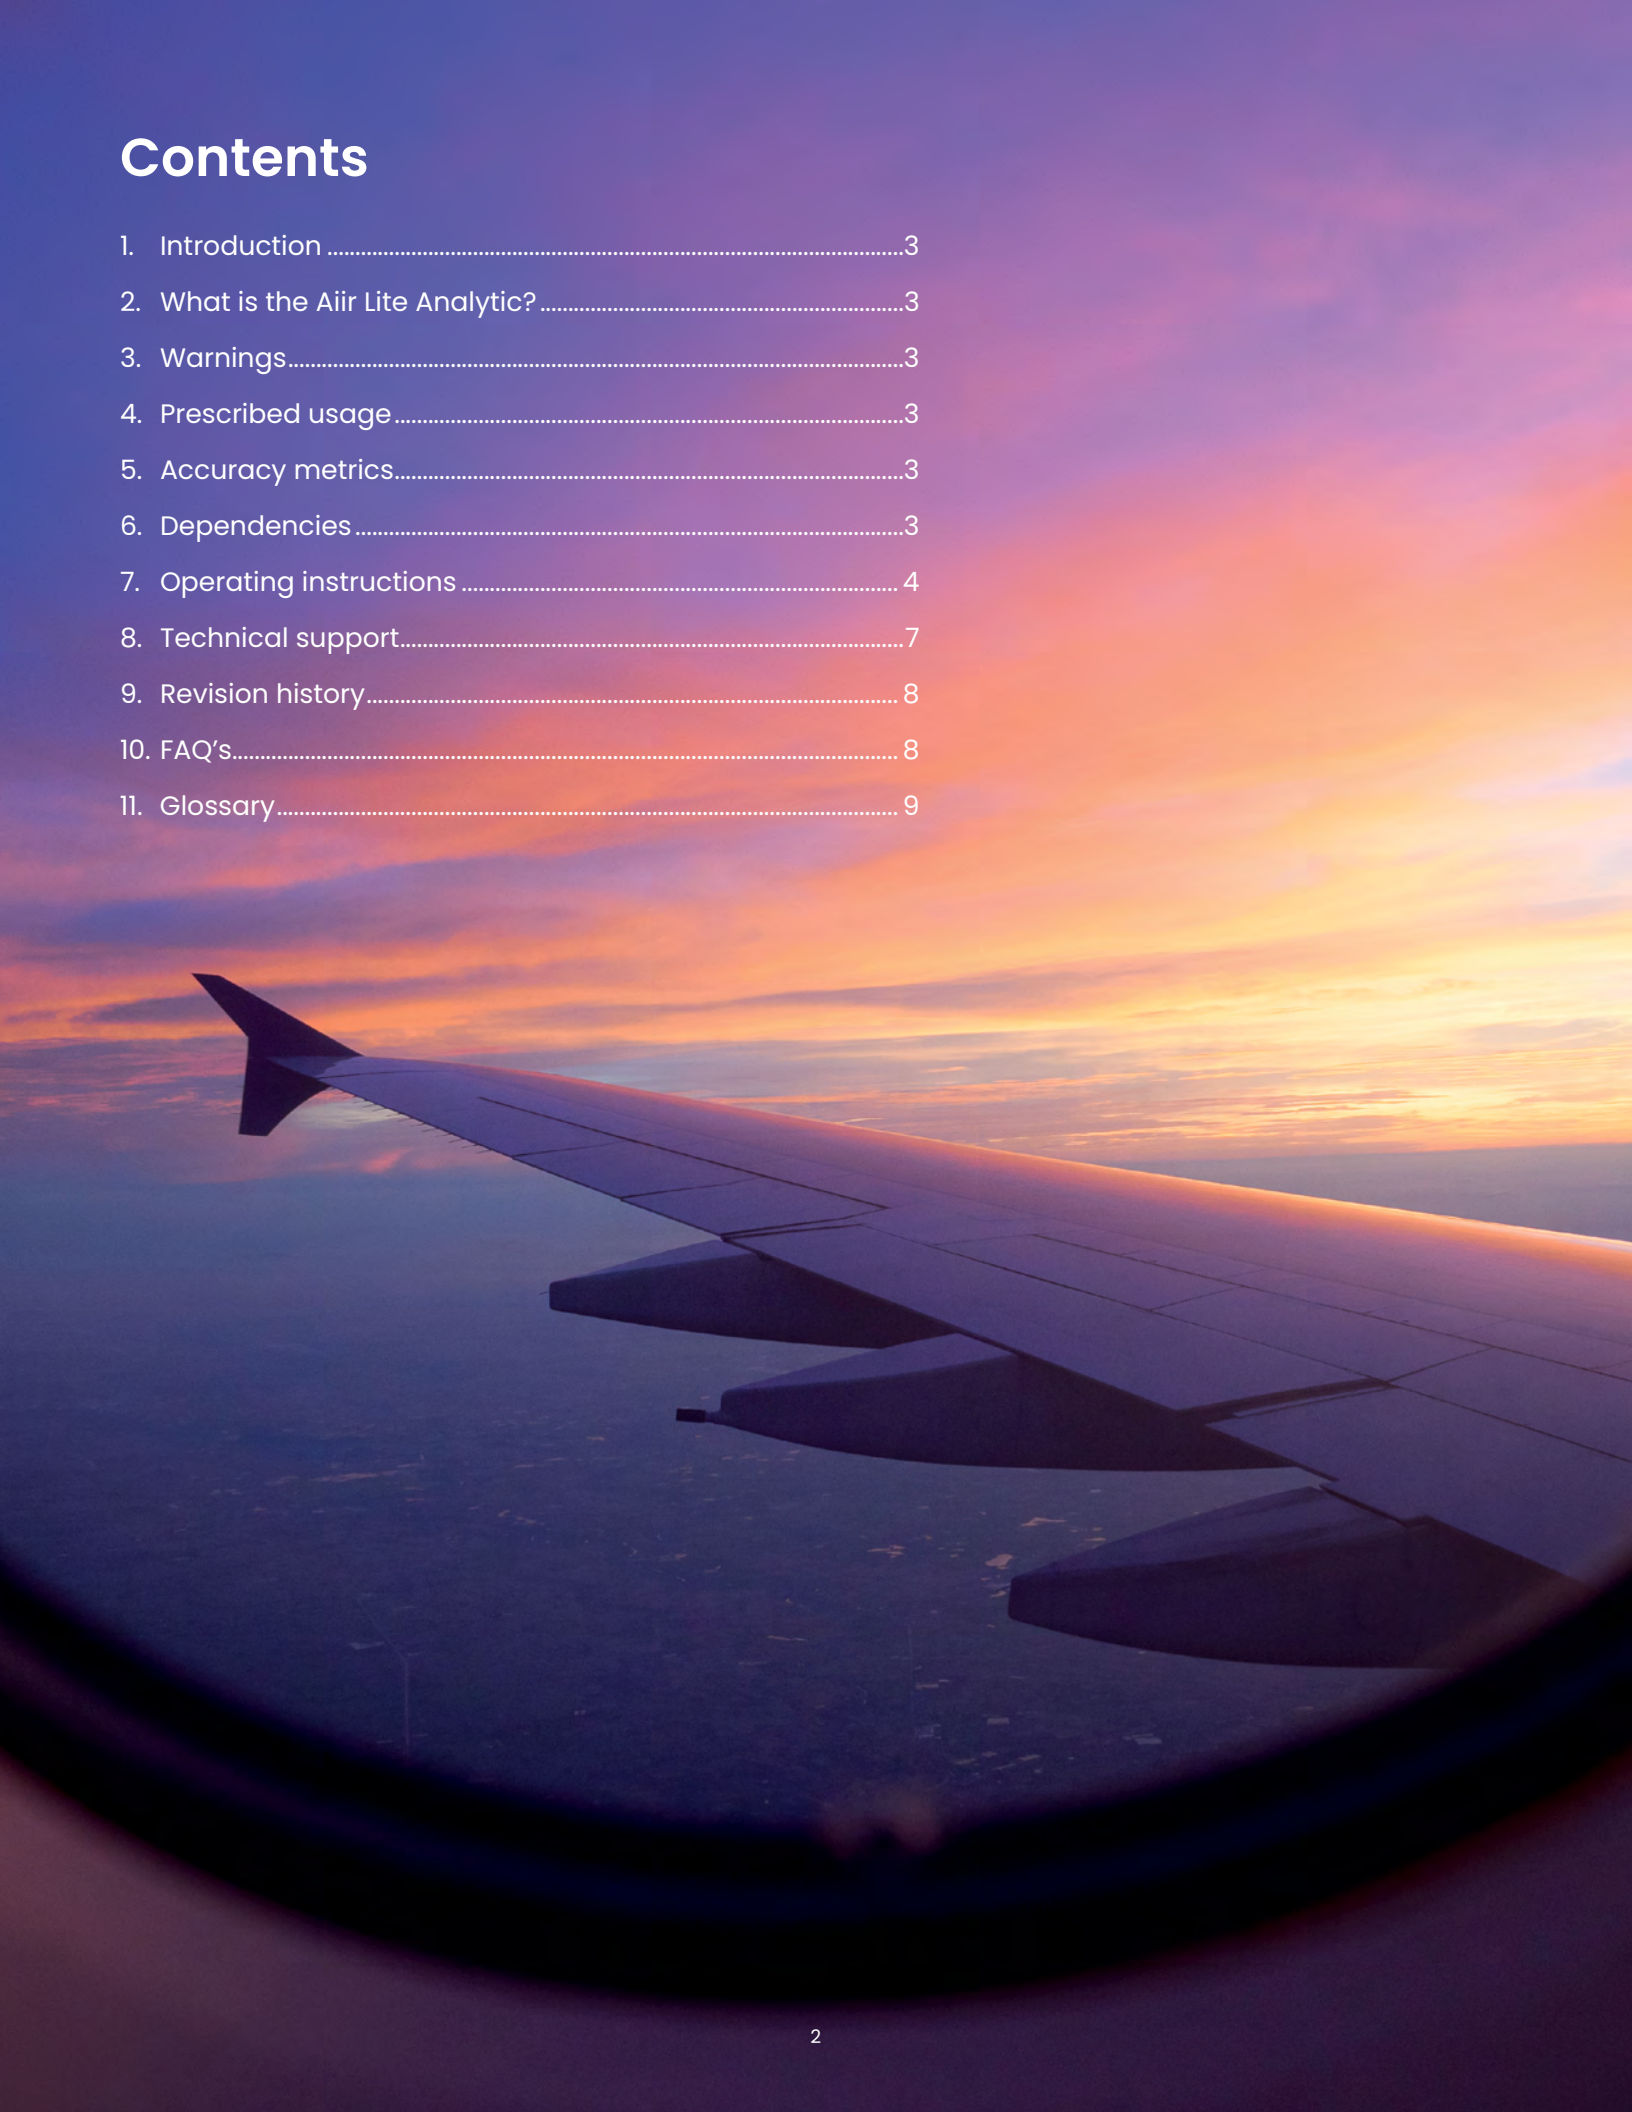 Contents
1. Introduction 3
2. What is the Aiir Lite Analytic? 3
3. Warnings 3
4. Prescribed usage 3
5. Accuracy metrics 3
6. Dependencies 3
7. Operating instructions 4
8. Technical support 7
9. Revision history 8
10. FAQ’s 8
11. Glossary 9
2